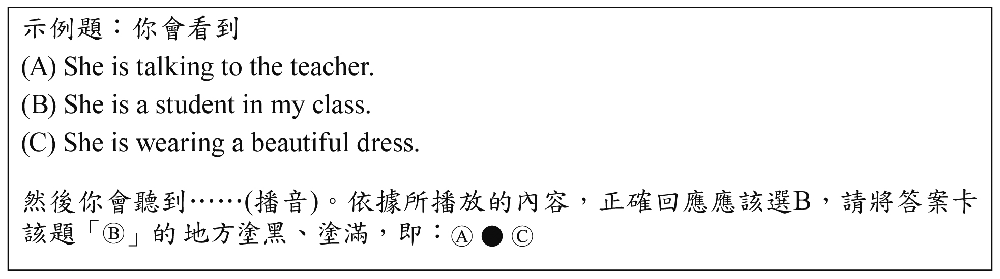 示例題：你會看到
(A) She is talking to the teacher.
(B) She is a student in my class.
(C) She is wearing a beautiful dress.
然後你會聽到……(播音)。依據所播放的內容，正確回應應該選B，請將答案卡
該題「Ⓑ」的地方塗黑、塗滿，即：Ⓐ ● Ⓒ